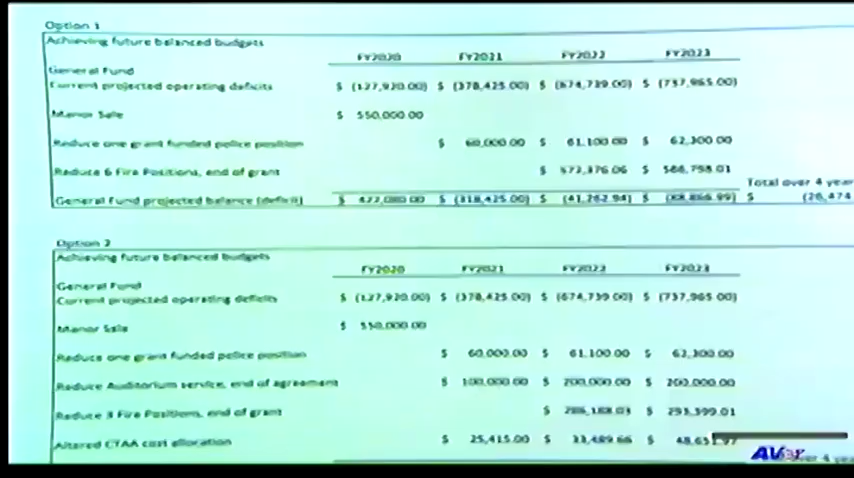 Option 1
Achieving future balanced budgets
FY2020 FY2021 FY2022 FY2023
General Fund
Current projected operating deficits $ (127,920.00) $ (378,425.00) $ (674,739.00) $ (737,965.00)
Manor Sale $ 550,000.00
Reduce one grant funded police position $ 60,000.00 $ 61,100.00 $ 62,300.00
Reduce 6 Fire Positions, end of grant $ 572,376.06 $ 586,798.01
Total over 4 year
General Fund projected balance (deficit) $ 422,080.00 $ (318,425.00) $ (41,262.94) $ (88,866.99) $ (26,474
Option 2
Achieving future balanced budgets
FY2020 FY2021 FY2022 FY2023
General Fund
Current projected operating deficits $ (127,920.00) $ (378,425.00) $ (674,739.00) $ (737,965.00)
Manor Sale $ 550,000.00
Reduce one grant funded police position $ 60,000.00 $ 61,100.00 $ 62,300.00
Reduce Auditorium service, end of agreement $ 100,000.00 $ 200,000.00 $ 200,000.00
Reduce 3 Fire Positions, end of grant $ 286,188.03 $ 293,399.01
Altered CTAA cost allocation $ 25,415.00 $ 33,489.66 $ 48,651.97
AVer over 4 yea